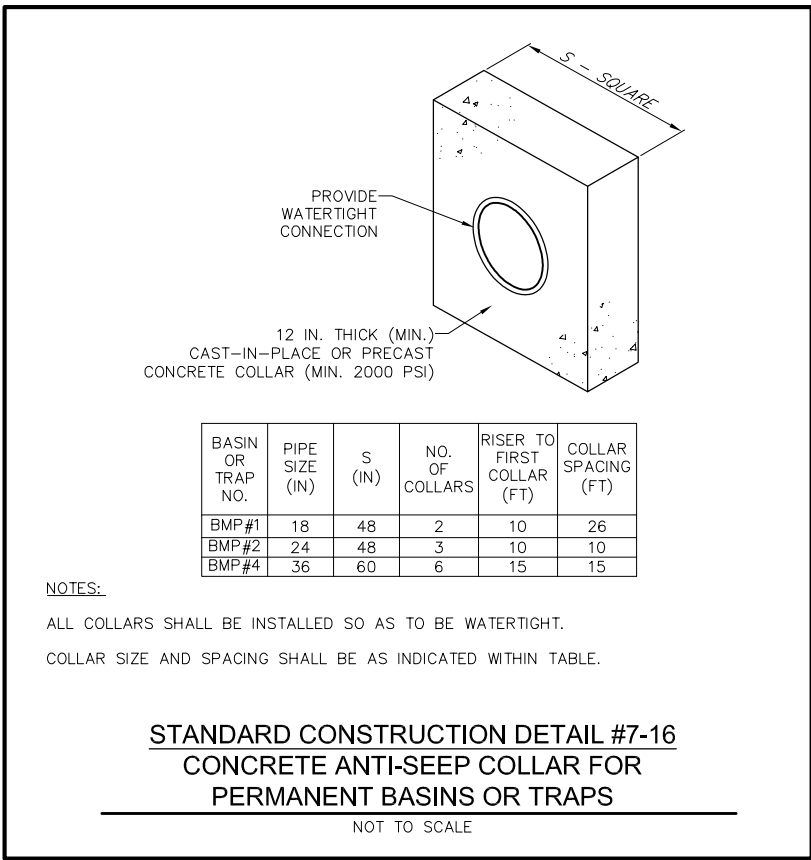 S - SQUARE
PROVIDE
WATERTIGHT
CONNECTION
12 IN. THICK (MIN.)
CAST-IN-PLACE OR PRECAST
CONCRETE COLLAR (MIN. 2000 PSI)
BASIN OR TRAP NO. PIPE SIZE (IN) S (IN) NO. OF COLLARS RISER TO FIRST COLLAR (FT) COLLAR SPACING (FT)
BMP#1 18 48 2 10 26
BMP#2 24 48 3 10 10
BMP#4 36 60 6 15 15
NOTES:
ALL COLLARS SHALL BE INSTALLED SO AS TO BE WATERTIGHT.
COLLAR SIZE AND SPACING SHALL BE AS INDICATED WITHIN TABLE.
STANDARD CONSTRUCTION DETAIL #7-16
CONCRETE ANTI-SEEP COLLAR FOR
PERMANENT BASINS OR TRAPS
NOT TO SCALE